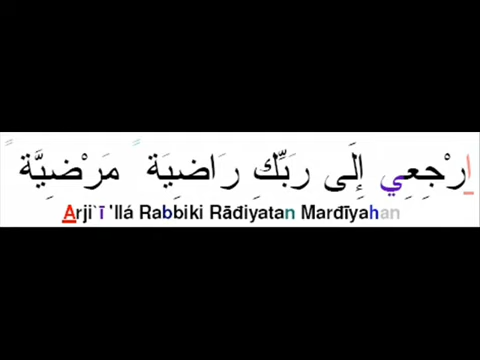 ارْجِعِي إِلَى رَبِّكِ رَاضِيَةً مَرْضِيَّةً
Arji`ī 'llá Rabbiki Rāđiyatan Marđīyahan